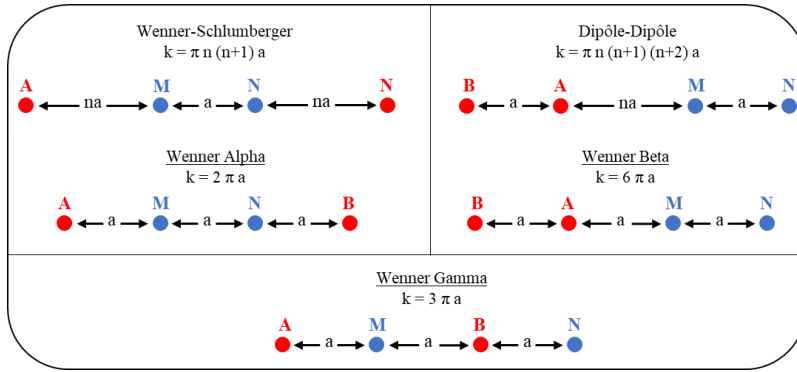 Wenner-Schlumberger
k = π n (n+1) a
A M N N
na a na
Wenner Alpha
k = 2 π a
A M N B
a a a
Dipôle-Dipôle
k = π n (n+1) (n+2) a
B A M N
a na a
Wenner Beta
k = 6 π a
B A M N
a a a
Wenner Gamma
k = 3 π a
A M B N
a a a